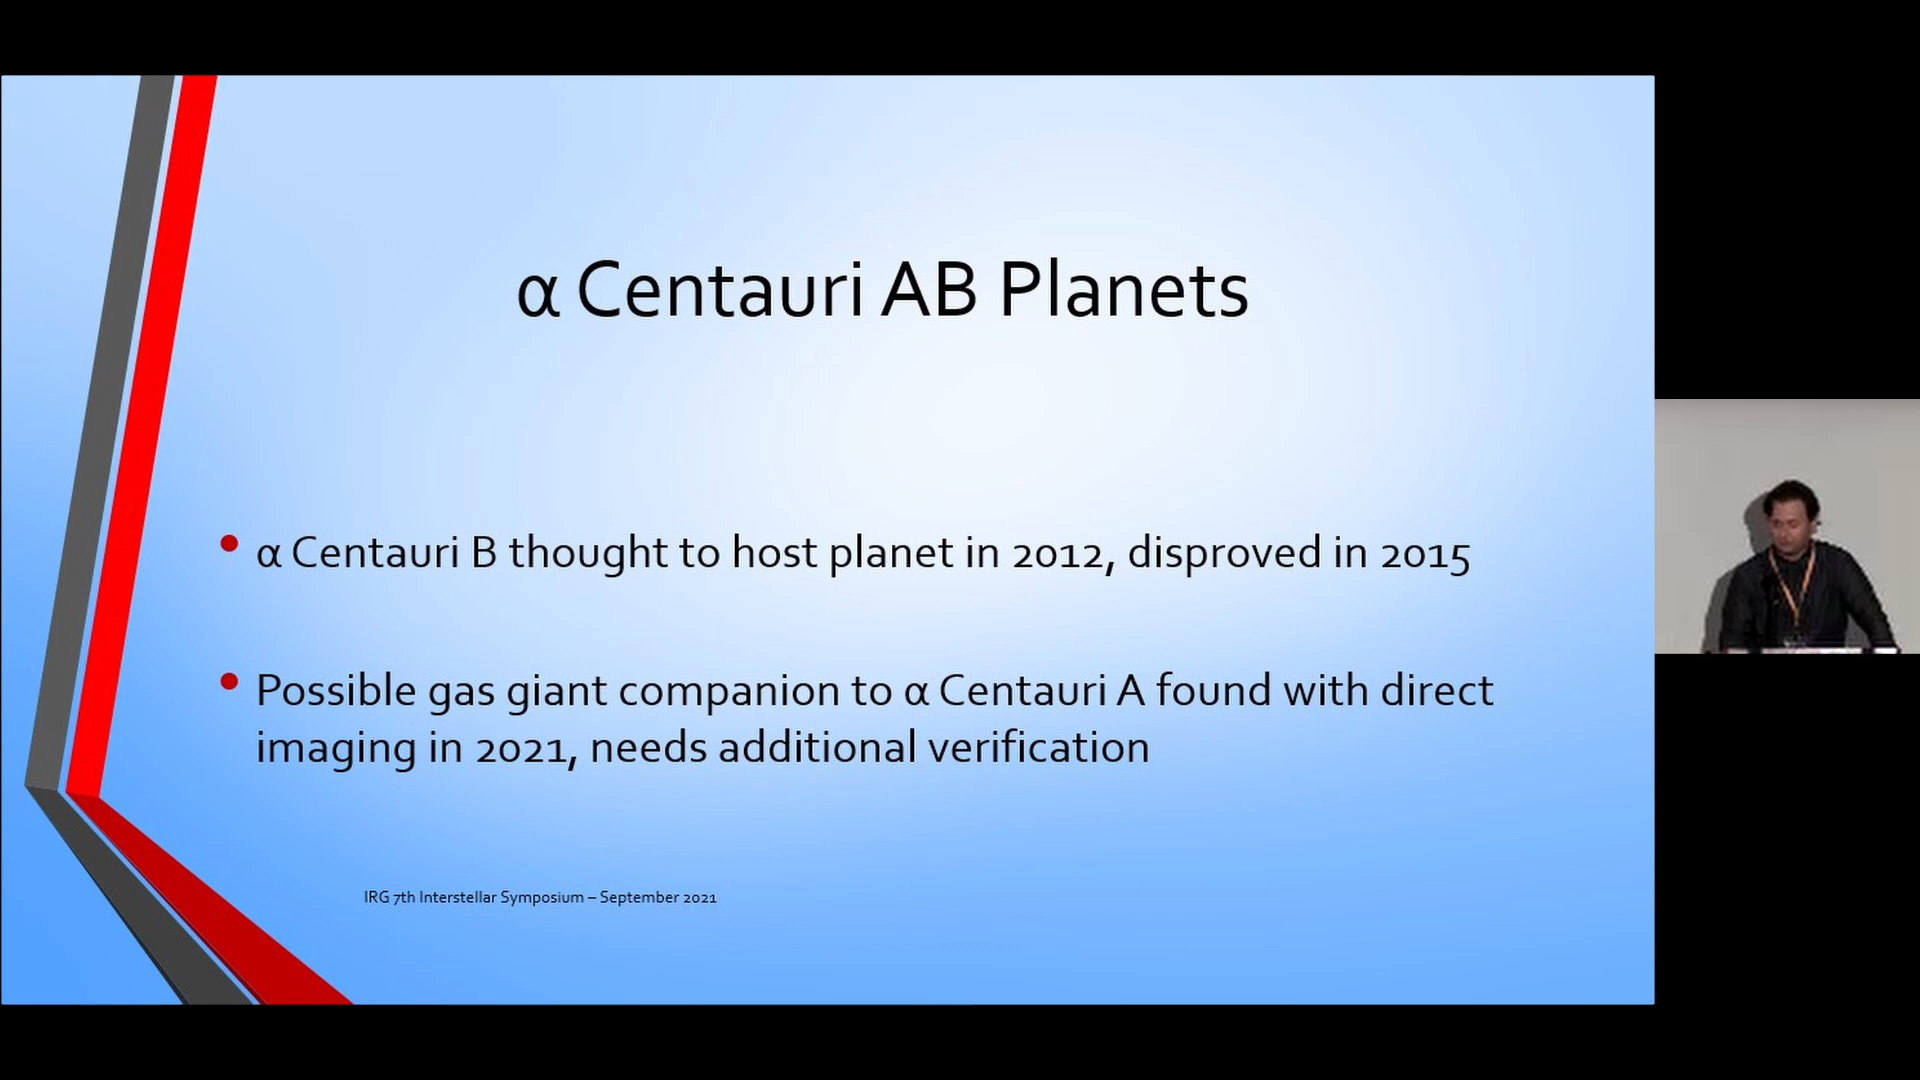 α Centauri AB Planets
• α Centauri B thought to host planet in 2012, disproved in 2015
• Possible gas giant companion to α Centauri A found with direct
imaging in 2021, needs additional verification
IRG 7th Interstellar Symposium – September 2021